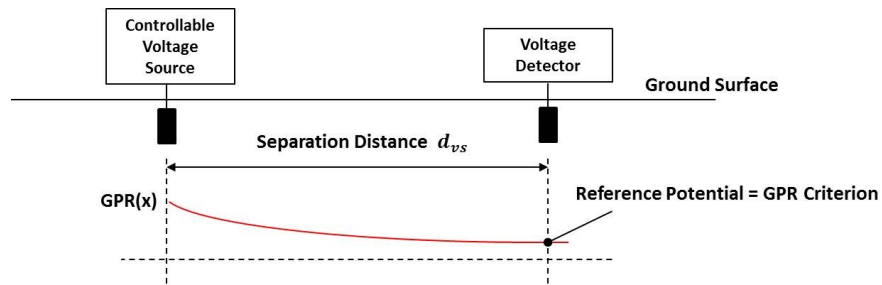 Controllable
Voltage
Source
Voltage
Detector
Ground Surface
Separation Distance d_vs
GPR(x)
Reference Potential = GPR Criterion